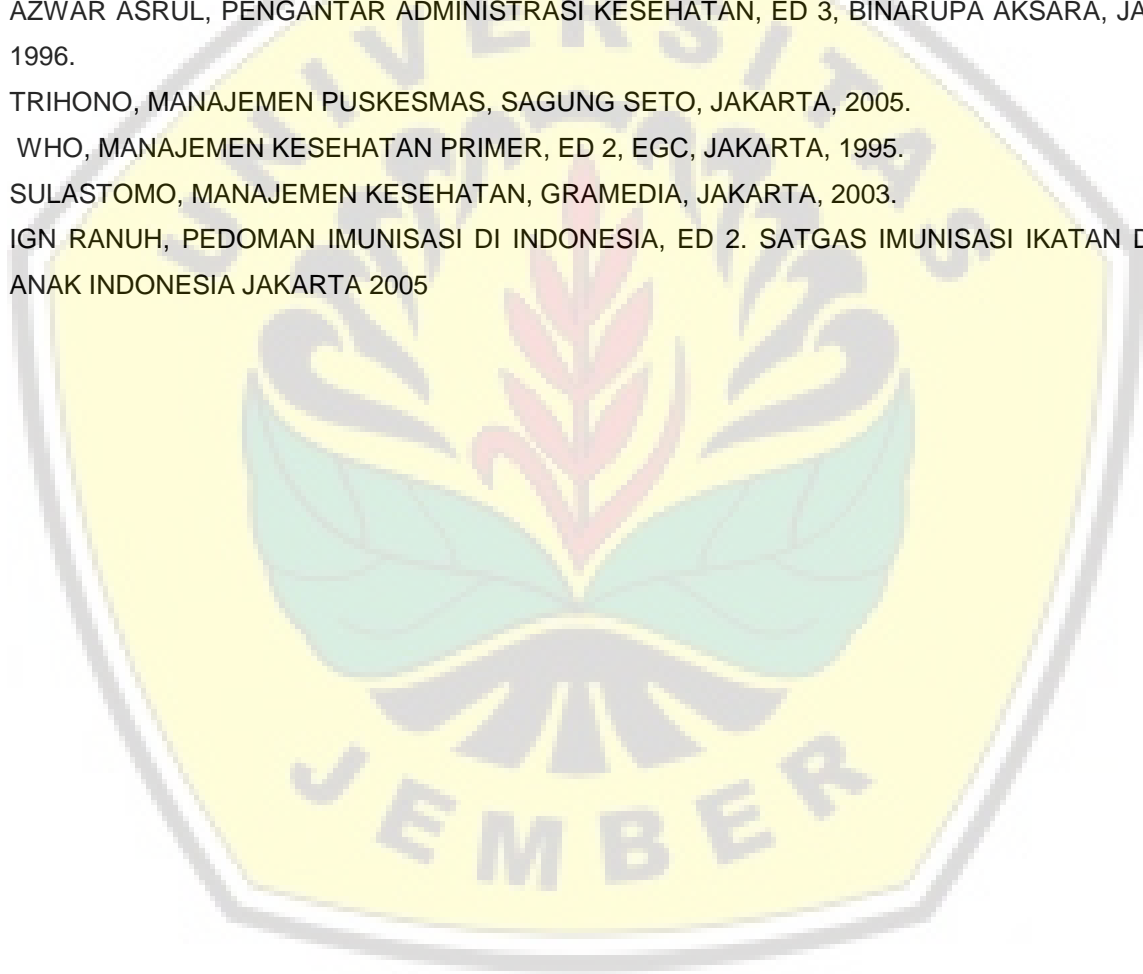 AZWAR ASRUL, PENGANTAR ADMINISTRASI KESEHATAN, ED 3, BINARUPA AKSARA, JA
1996.
TRIHONO, MANAJEMEN PUSKESMAS, SAGUNG SETO, JAKARTA, 2005.
WHO, MANAJEMEN KESEHATAN PRIMER, ED 2, EGC, JAKARTA, 1995.
SULASTOMO, MANAJEMEN KESEHATAN, GRAMEDIA, JAKARTA, 2003.
IGN RANUH, PEDOMAN IMUNISASI DI INDONESIA, ED 2. SATGAS IMUNISASI IKATAN D
ANAK INDONESIA JAKARTA 2005
UNIVERSITAS
JEMBER